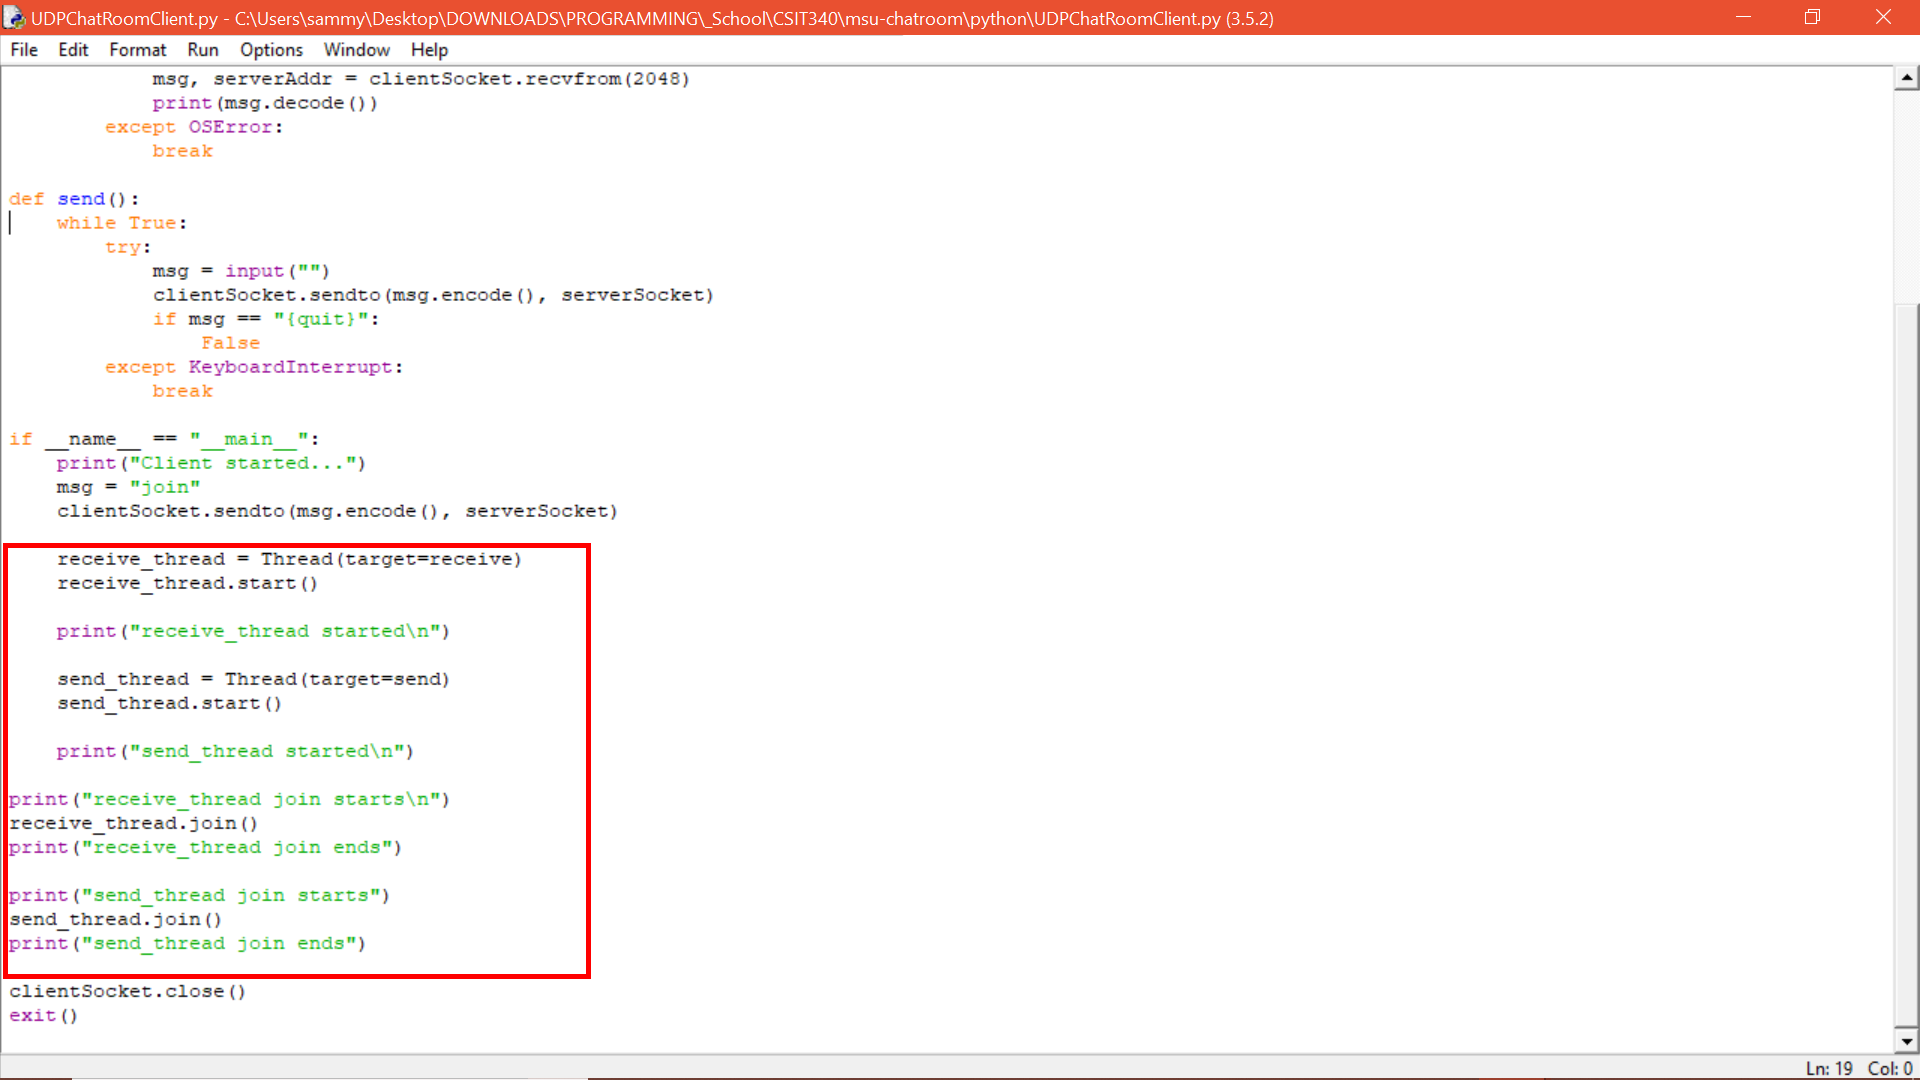 UDPChatRoomClient.py - C:\Users\sammy\Desktop\DOWNLOADS\PROGRAMMING\_School\CSIT340\msu-chatroom\python\UDPChatRoomClient.py (3.5.2)
File Edit Format Run Options Window Help
            msg, serverAddr = clientSocket.recvfrom(2048)
            print(msg.decode())
        except OSError:
            break

def send():
    while True:
        try:
            msg = input("")
            clientSocket.sendto(msg.encode(), serverSocket)
            if msg == "{quit}":
                False
        except KeyboardInterrupt:
            break

if __name__ == "__main__":
    print("Client started...")
    msg = "join"
    clientSocket.sendto(msg.encode(), serverSocket)

    receive_thread = Thread(target=receive)
    receive_thread.start()

    print("receive_thread started\n")

    send_thread = Thread(target=send)
    send_thread.start()

    print("send_thread started\n")

print("receive_thread join starts\n")
receive_thread.join()
print("receive_thread join ends")

print("send_thread join starts")
send_thread.join()
print("send_thread join ends")

clientSocket.close()
exit()
Ln: 19 Col: 0